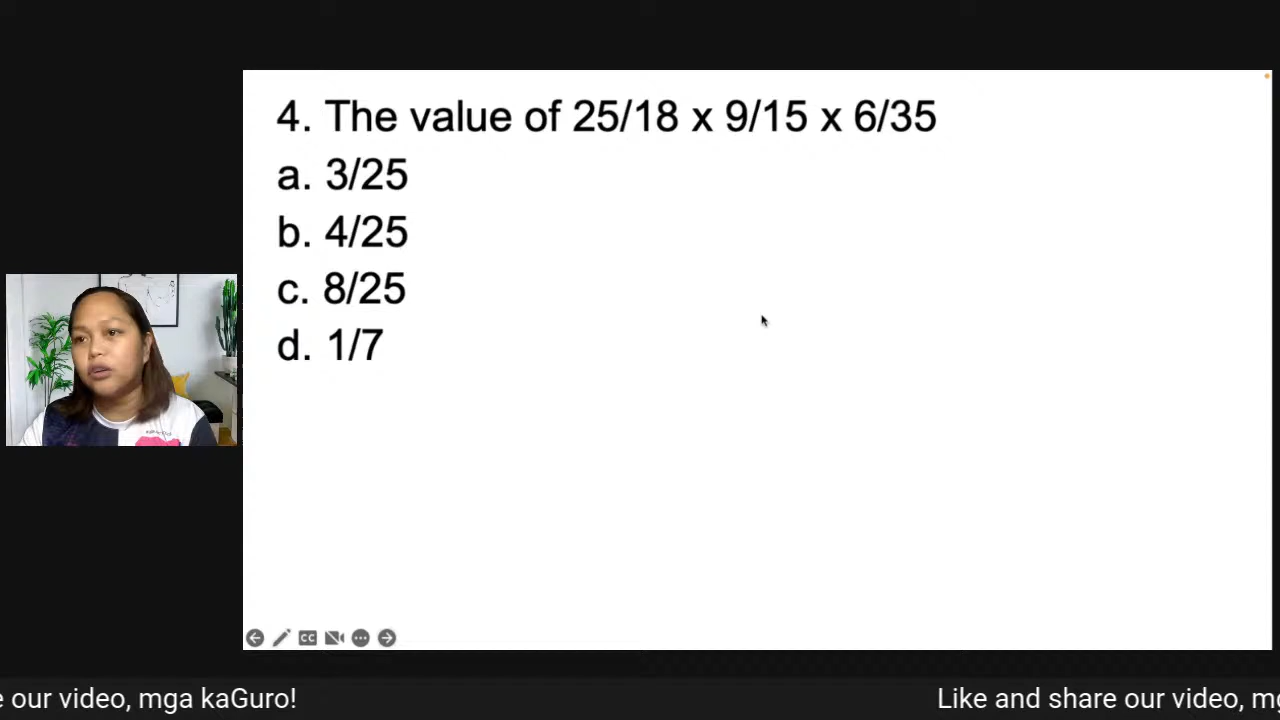 4. The value of 25/18 x 9/15 x 6/35
a. 3/25
b. 4/25
c. 8/25
d. 1/7
CC
e our video, mga kaGuro!
Like and share our video, mg